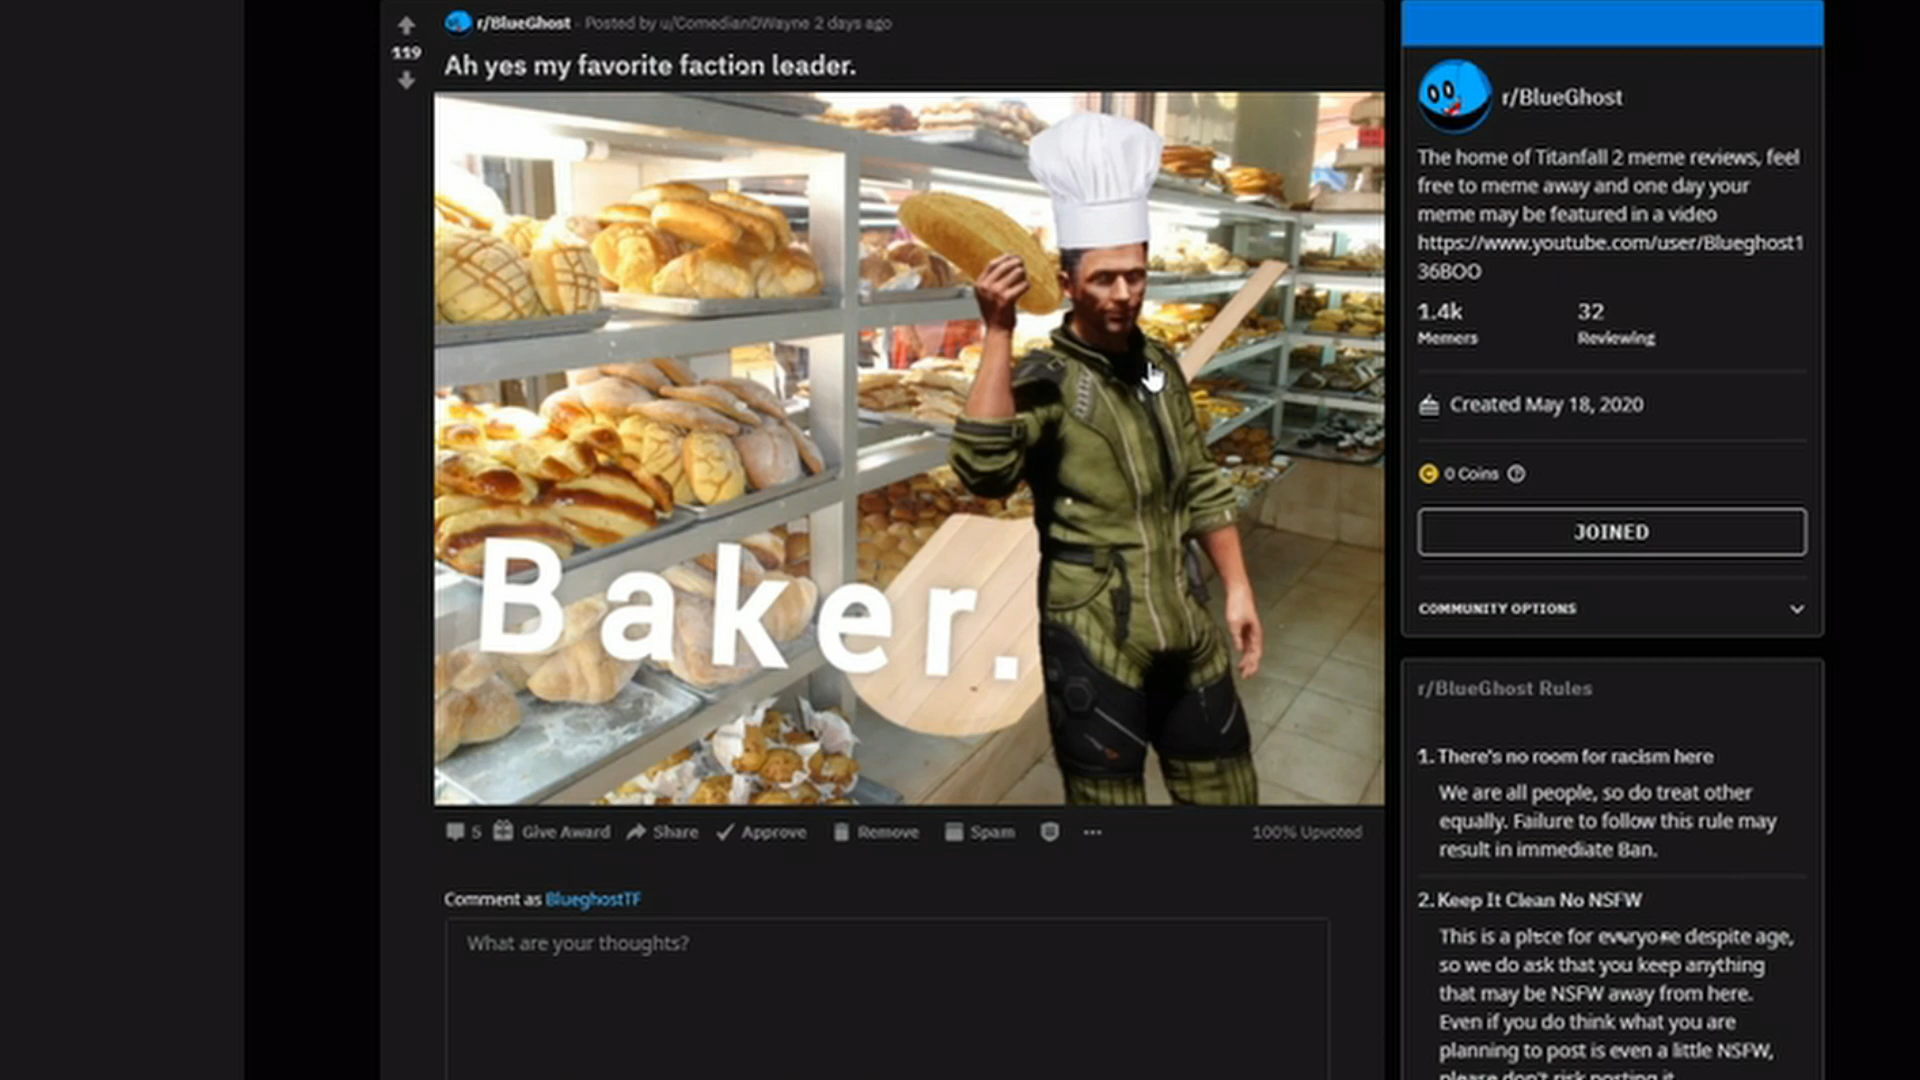 r/BlueGhost · Posted by u/ComedianDWayne 2 days ago
119
Ah yes my favorite faction leader.
Baker.
5 Give Award Share Approve Remove Spam ··· 100% Upvoted
Comment as BlueghostTF
What are your thoughts?
r/BlueGhost
The home of Titanfall 2 meme reviews, feel
free to meme away and one day your
meme may be featured in a video
https://www.youtube.com/user/Blueghost1
36BOO
1.4k 32
Memers Reviewing
Created May 18, 2020
0 Coins
JOINED
COMMUNITY OPTIONS
r/BlueGhost Rules
1. There's no room for racism here
We are all people, so do treat other
equally. Failure to follow this rule may
result in immediate Ban.
2. Keep It Clean No NSFW
This is a place for everyone despite age,
so we do ask that you keep anything
that may be NSFW away from here.
Even if you do think what you are
planning to post is even a little NSFW,
please don't risk posting it